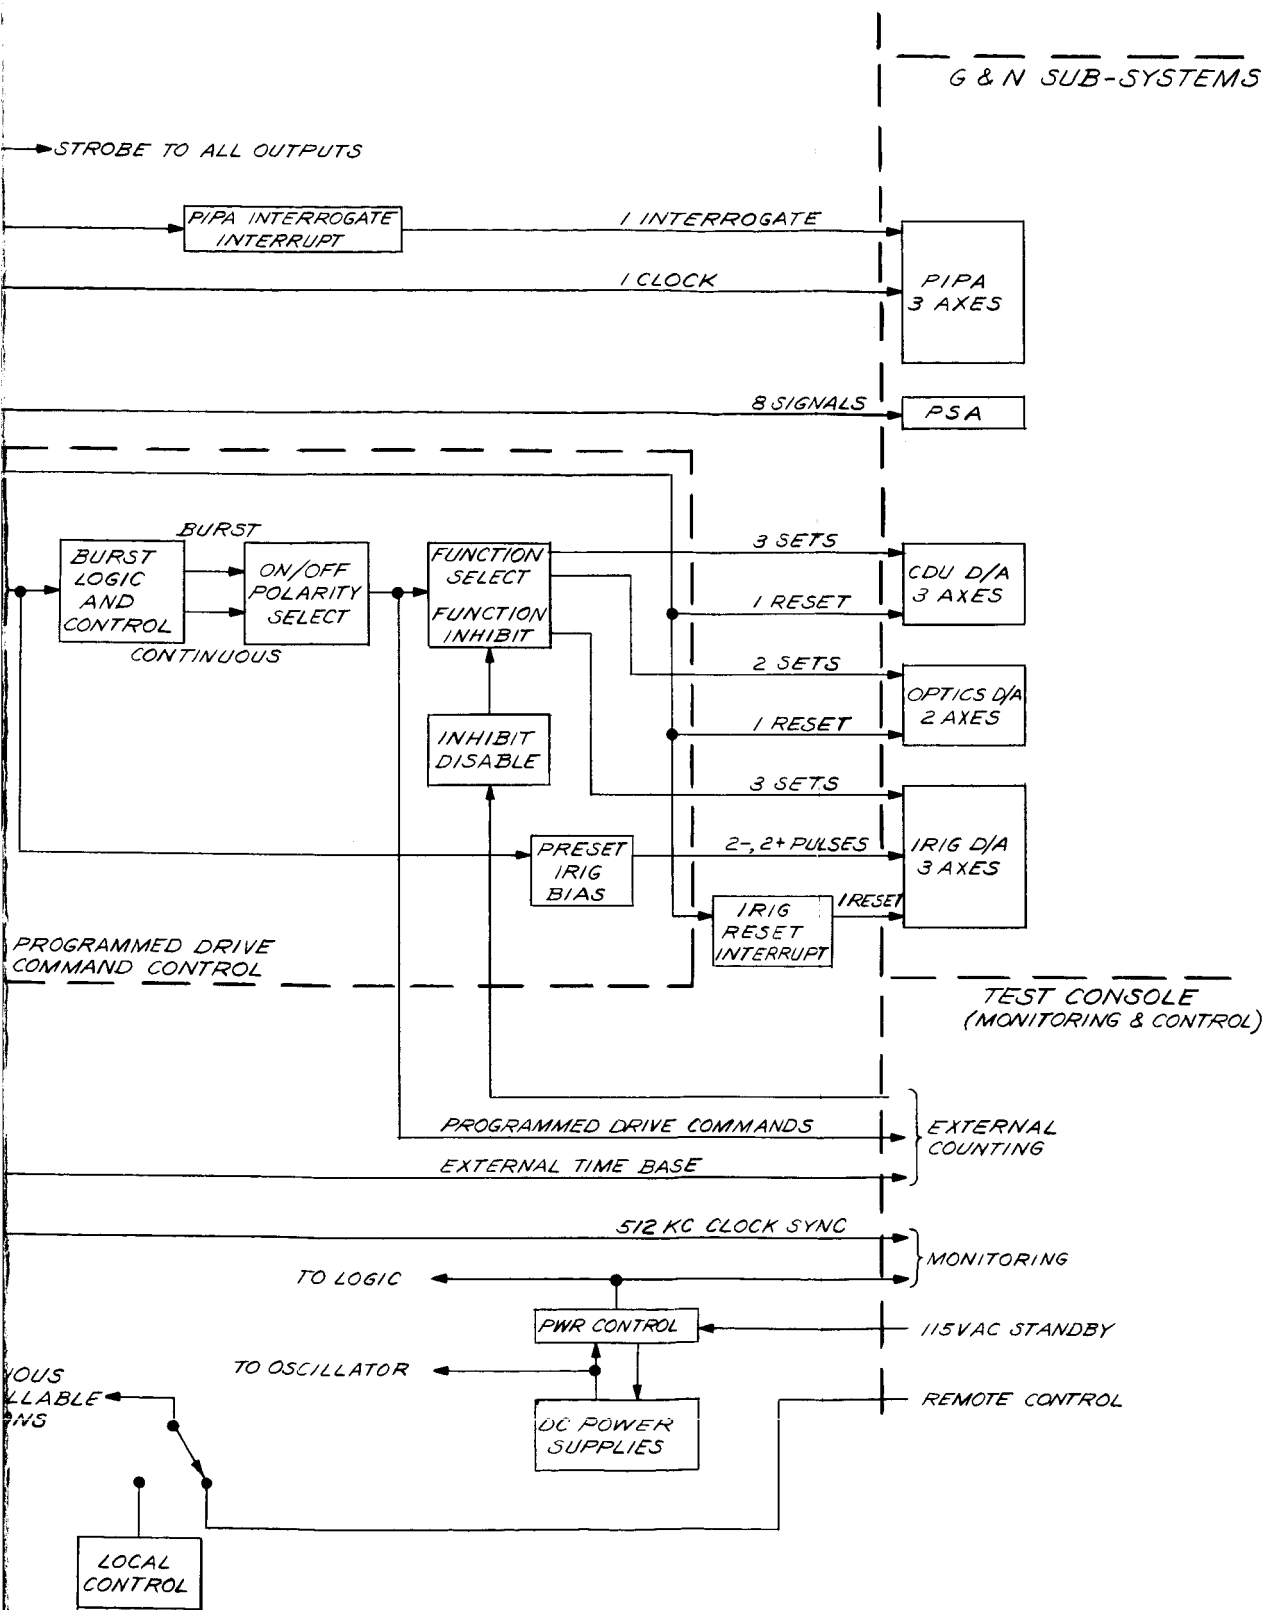 G & N SUB-SYSTEMS
STROBE TO ALL OUTPUTS
PIPA INTERROGATE
INTERRUPT
1 INTERROGATE
1 CLOCK
PIPA
3 AXES
8 SIGNALS
PSA
BURST
BURST
LOGIC
AND
CONTROL
CONTINUOUS
ON/OFF
POLARITY
SELECT
FUNCTION
SELECT
FUNCTION
INHIBIT
3 SETS
CDU D/A
3 AXES
1 RESET
2 SETS
OPTICS D/A
2 AXES
1 RESET
INHIBIT
DISABLE
3 SETS
PRESET
IRIG
BIAS
2-, 2+ PULSES
IRIG D/A
3 AXES
IRIG
RESET
INTERRUPT
1 RESET
PROGRAMMED DRIVE
COMMAND CONTROL
TEST CONSOLE
(MONITORING & CONTROL)
PROGRAMMED DRIVE COMMANDS
EXTERNAL
COUNTING
EXTERNAL TIME BASE
512 KC CLOCK SYNC
MONITORING
TO LOGIC
PWR CONTROL
115VAC STANDBY
TO OSCILLATOR
REMOTE CONTROL
DC POWER
SUPPLIES
LOCAL
CONTROL